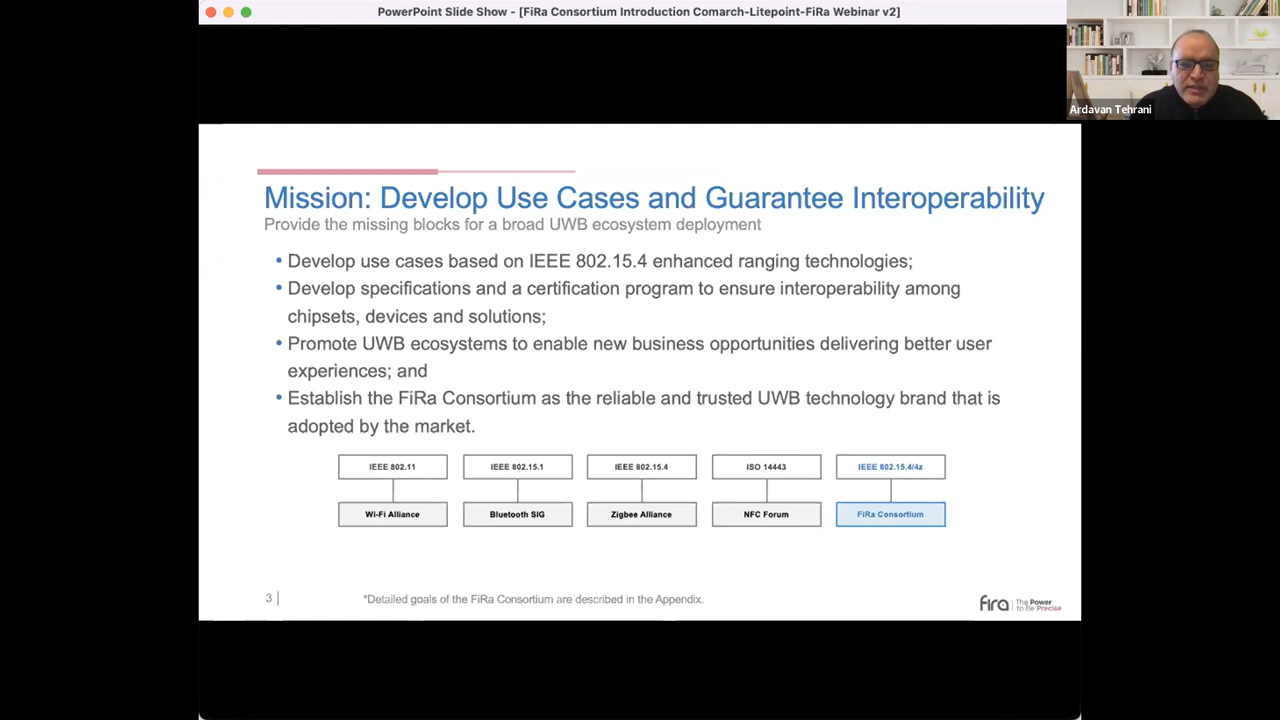 PowerPoint Slide Show - [FiRa Consortium Introduction Comarch-Litepoint-FiRa Webinar v2]
Ardavan Tehrani
Mission: Develop Use Cases and Guarantee Interoperability
Provide the missing blocks for a broad UWB ecosystem deployment
• Develop use cases based on IEEE 802.15.4 enhanced ranging technologies;
• Develop specifications and a certification program to ensure interoperability among
chipsets, devices and solutions;
• Promote UWB ecosystems to enable new business opportunities delivering better user
experiences; and
• Establish the FiRa Consortium as the reliable and trusted UWB technology brand that is
adopted by the market.
IEEE 802.11 IEEE 802.15.1 IEEE 802.15.4 ISO 14443 IEEE 802.15.4/4z
Wi-Fi Alliance Bluetooth SIG Zigbee Alliance NFC Forum FiRa Consortium
3 | *Detailed goals of the FiRa Consortium are described in the Appendix.
fira | The Power
to Be Precise